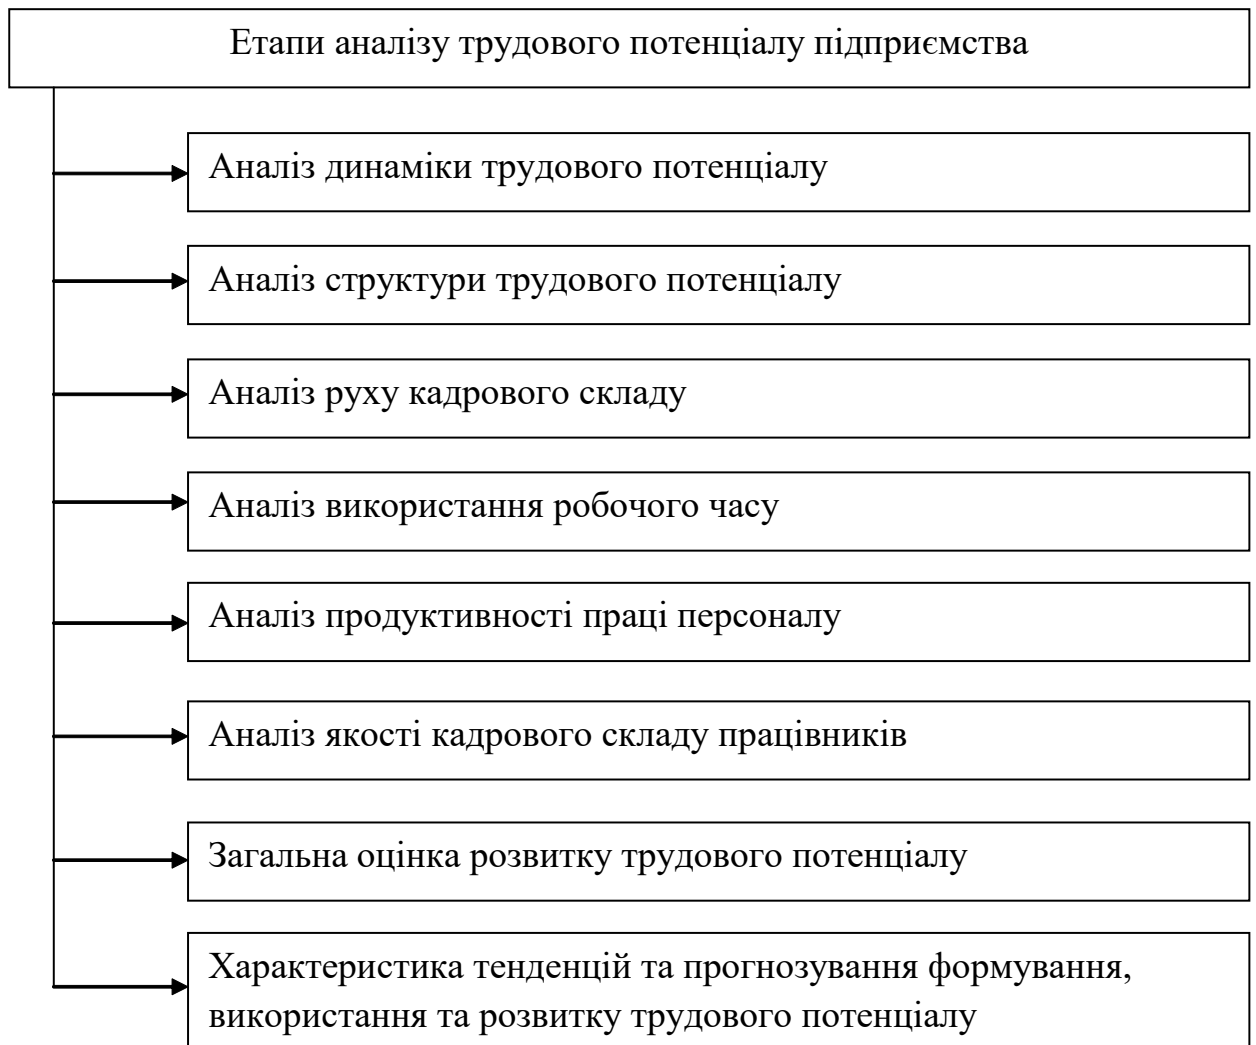 Етапи аналізу трудового потенціалу підприємства
Аналіз динаміки трудового потенціалу
Аналіз структури трудового потенціалу
Аналіз руху кадрового складу
Аналіз використання робочого часу
Аналіз продуктивності праці персоналу
Аналіз якості кадрового складу працівників
Загальна оцінка розвитку трудового потенціалу
Характеристика тенденцій та прогнозування формування,
використання та розвитку трудового потенціалу